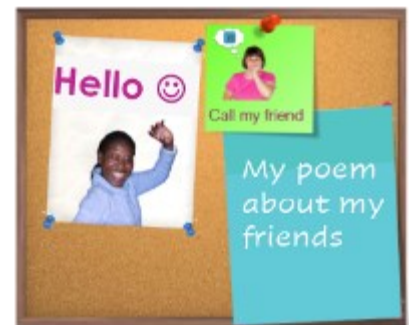 Hello ☺
Call my friend
My poem
about my
friends